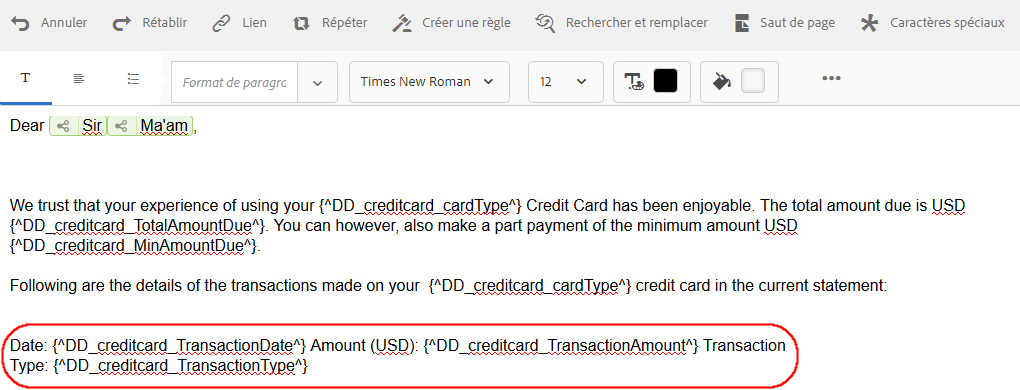 Annuler Rétablir Lien Répéter Créer une règle Rechercher et remplacer Saut de page Caractères spéciaux
T Format de paragra Times New Roman 12 T •••
Dear Sir Ma'am,
We trust that your experience of using your {^DD_creditcard_cardType^} Credit Card has been enjoyable. The total amount due is USD
{^DD_creditcard_TotalAmountDue^}. You can however, also make a part payment of the minimum amount USD
{^DD_creditcard_MinAmountDue^}.
Following are the details of the transactions made on your {^DD_creditcard_cardType^} credit card in the current statement:
Date: {^DD_creditcard_TransactionDate^} Amount (USD): {^DD_creditcard_TransactionAmount^} Transaction
Type: {^DD_creditcard_TransactionType^}